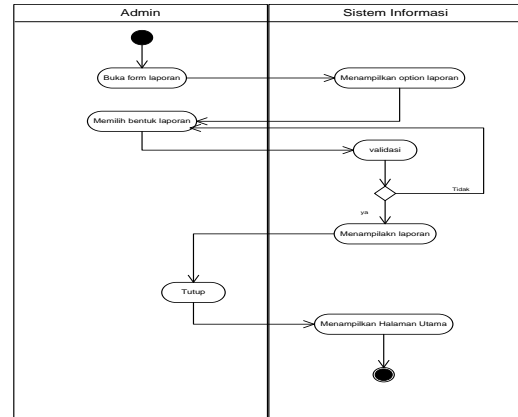 Admin
Sistem Informasi
Buka form laporan
Menampilkan option laporan
Memilih bentuk laporan
validasi
Tidak
ya
Menampilakn laporan
Tutup
Menampilkan Halaman Utama